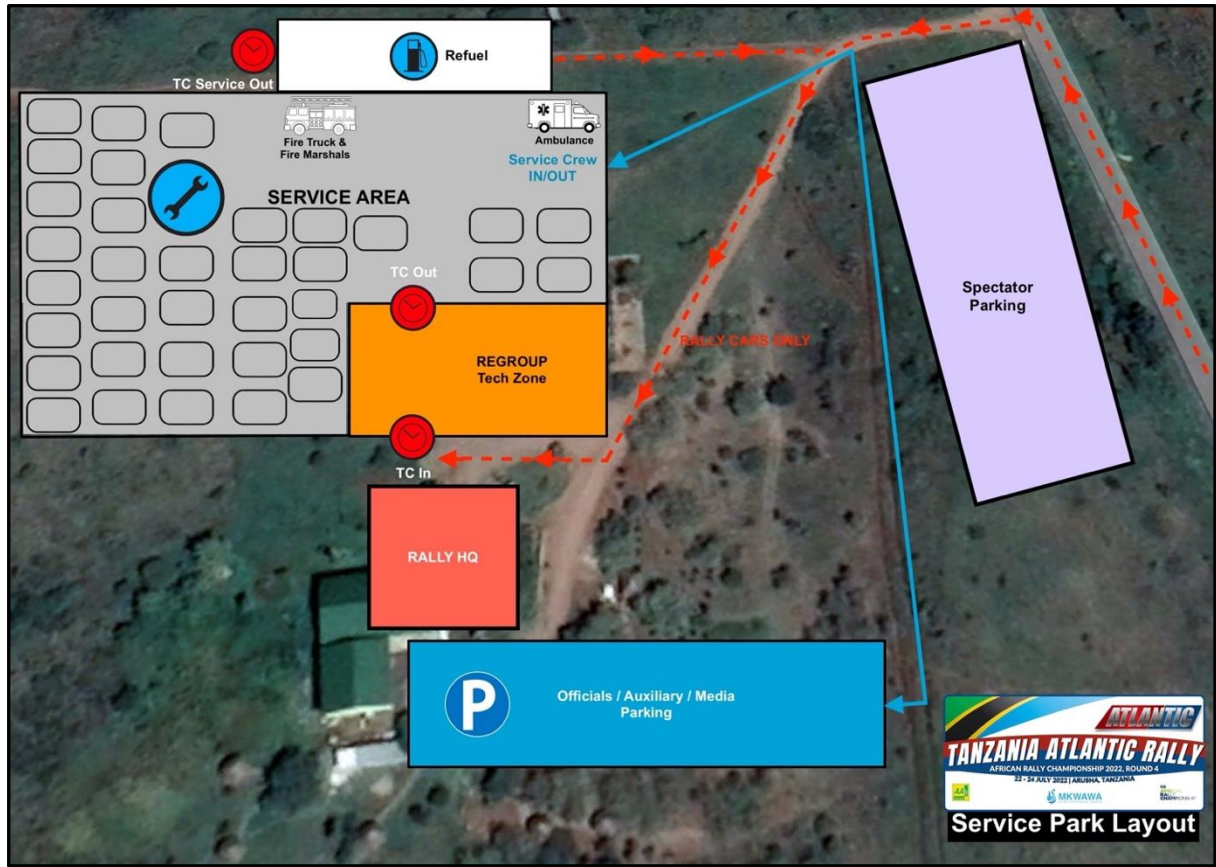 Refuel
TC Service Out
Fire Truck &
Fire Marshals
Ambulance
Service Crew
IN/OUT
SERVICE AREA
TC Out
REGROUP
Tech Zone
TC In
RALLY CARS ONLY
Spectator
Parking
RALLY HQ
P
Officials / Auxiliary / Media
Parking
ATLANTIC
TANZANIA ATLANTIC RALLY
AFRICAN RALLY CHAMPIONSHIP 2022, ROUND 4
22 - 24 JULY 2022 | ARUSHA, TANZANIA
AA
MKWAWA
CHAMPIONSHIP
Service Park Layout